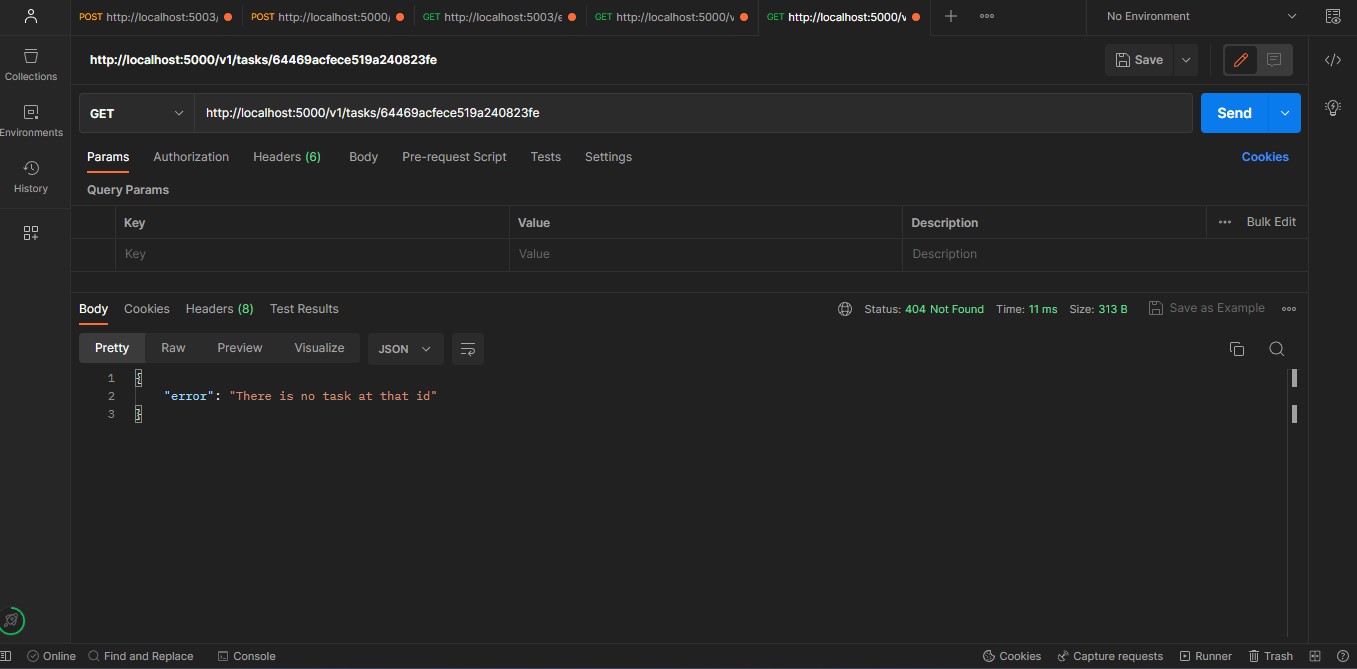 POST http://localhost:5003/ POST http://localhost:5000/ GET http://localhost:5003/e GET http://localhost:5000/v GET http://localhost:5000/v No Environment
Collections
Environments
History
http://localhost:5000/v1/tasks/64469acfece519a240823fe
Save
GET http://localhost:5000/v1/tasks/64469acfece519a240823fe Send
Params Authorization Headers (6) Body Pre-request Script Tests Settings Cookies
Query Params
Key Value Description Bulk Edit
Key Value Description
Body Cookies Headers (8) Test Results Status: 404 Not Found Time: 11 ms Size: 313 B Save as Example
Pretty Raw Preview Visualize JSON
1 {
2 "error": "There is no task at that id"
3 }
Online Find and Replace Console Cookies Capture requests Runner Trash